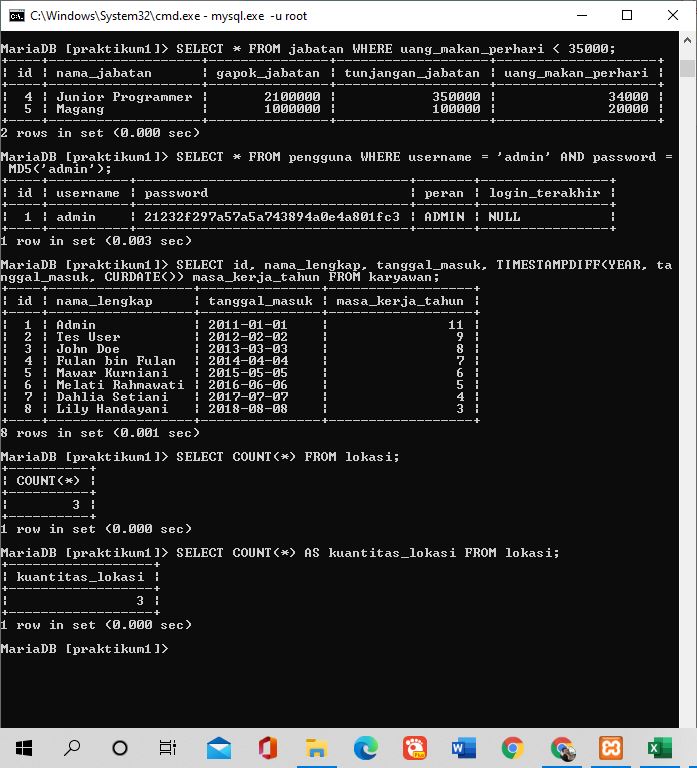 C:\Windows\System32\cmd.exe - mysql.exe -u root
MariaDB [praktikum1]> SELECT * FROM jabatan WHERE uang_makan_perhari < 35000;
+----+-------------------+---------------+-------------------+--------------------+
| id | nama_jabatan | gapok_jabatan | tunjangan_jabatan | uang_makan_perhari |
+----+-------------------+---------------+-------------------+--------------------+
| 4 | Junior Programmer | 2100000 | 350000 | 34000 |
| 5 | Magang | 1000000 | 100000 | 20000 |
+----+-------------------+---------------+-------------------+--------------------+
2 rows in set (0.000 sec)
MariaDB [praktikum1]> SELECT * FROM pengguna WHERE username = 'admin' AND password =
MD5('admin');
+----+----------+----------------------------------+-------+----------------+
| id | username | password | peran | login_terakhir |
+----+----------+----------------------------------+-------+----------------+
| 1 | admin | 21232f297a57a5a743894a0e4a801fc3 | ADMIN | NULL |
+----+----------+----------------------------------+-------+----------------+
1 row in set (0.003 sec)
MariaDB [praktikum1]> SELECT id, nama_lengkap, tanggal_masuk, TIMESTAMPDIFF(YEAR, ta
nggal_masuk, CURDATE()) masa_kerja_tahun FROM karyawan;
+----+------------------+---------------+------------------+
| id | nama_lengkap | tanggal_masuk | masa_kerja_tahun |
+----+------------------+---------------+------------------+
| 1 | Admin | 2011-01-01 | 11 |
| 2 | Tes User | 2012-02-02 | 9 |
| 3 | John Doe | 2013-03-03 | 8 |
| 4 | Fulan bin Fulan | 2014-04-04 | 7 |
| 5 | Mawar Kurniani | 2015-05-05 | 6 |
| 6 | Melati Rahmawati | 2016-06-06 | 5 |
| 7 | Dahlia Setiani | 2017-07-07 | 4 |
| 8 | Lily Handayani | 2018-08-08 | 3 |
+----+------------------+---------------+------------------+
8 rows in set (0.001 sec)
MariaDB [praktikum1]> SELECT COUNT(*) FROM lokasi;
+----------+
| COUNT(*) |
+----------+
| 3 |
+----------+
1 row in set (0.000 sec)
MariaDB [praktikum1]> SELECT COUNT(*) AS kuantitas_lokasi FROM lokasi;
+------------------+
| kuantitas_lokasi |
+------------------+
| 3 |
+------------------+
1 row in set (0.000 sec)
MariaDB [praktikum1]>